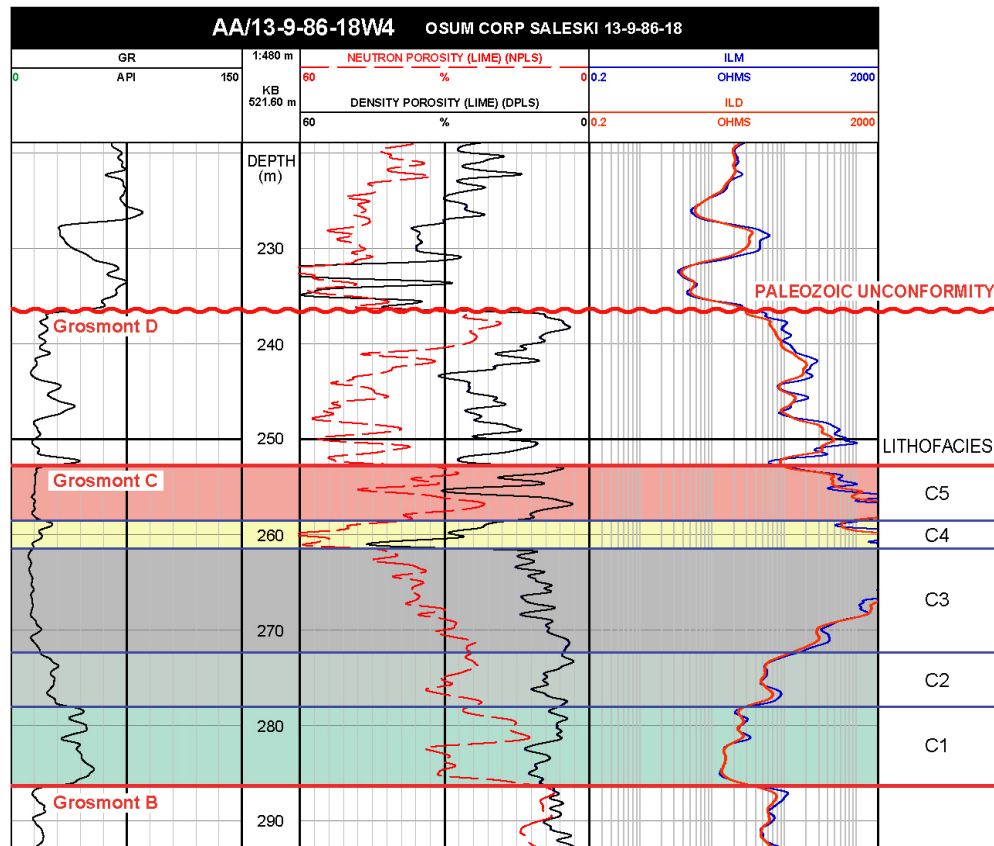 AA/13-9-86-18W4 OSUM CORP SALESKI 13-9-86-18
GR
0 API 150
1:480 m
KB
521.60 m
NEUTRON POROSITY (LIME) (NPLS)
60 % 0
DENSITY POROSITY (LIME) (DPLS)
60 % 0
ILM
0.2 OHMS 2000
ILD
0.2 OHMS 2000
DEPTH
(m)
230
PALEOZOIC UNCONFORMITY
Grosmont D
240
250
LITHOFACIES
Grosmont C
C5
260
C4
C3
270
C2
280
C1
Grosmont B
290